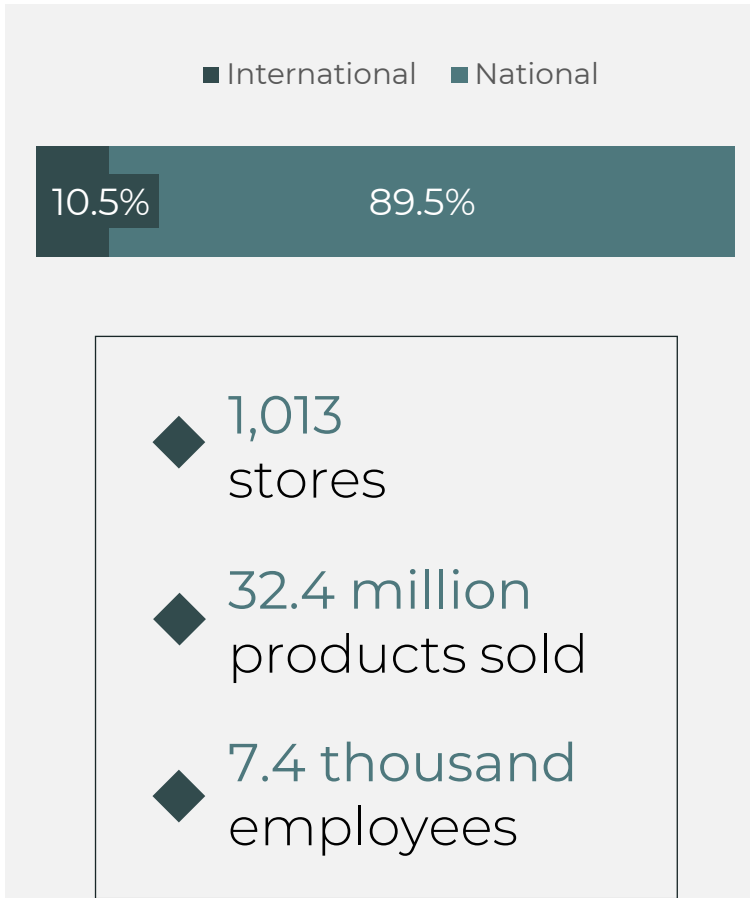 International National
10.5% 89.5%
1,013
stores
32.4 million
products sold
7.4 thousand
employees